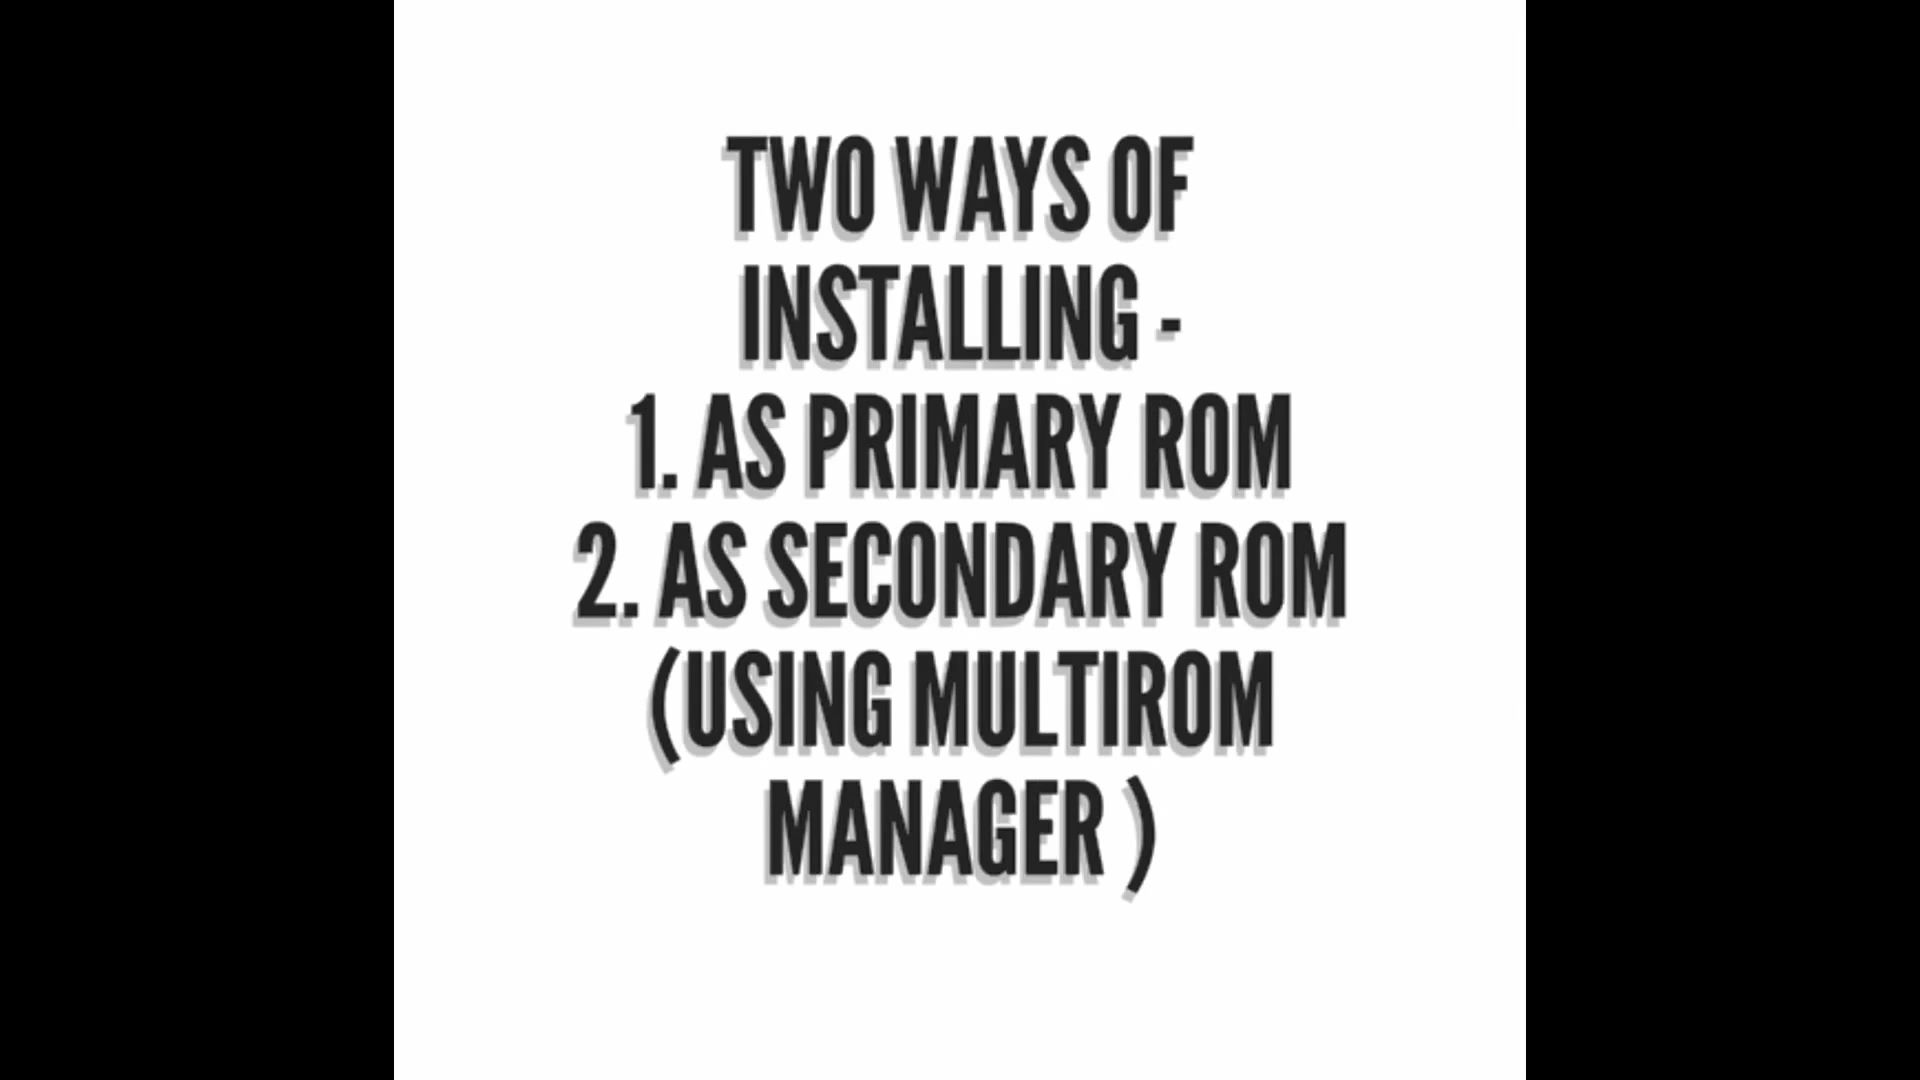 TWO WAYS OF
INSTALLING -
1. AS PRIMARY ROM
2. AS SECONDARY ROM
(USING MULTIROM
MANAGER )